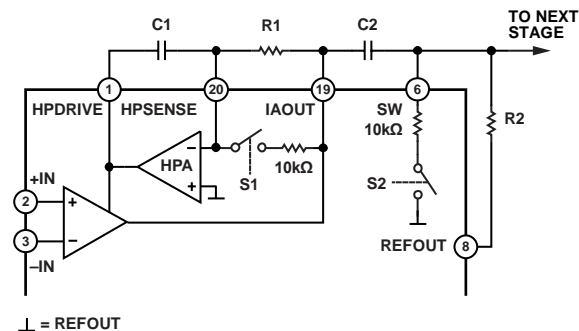 TO NEXT
STAGE
C1
R1
C2
1
20
19
6
HPDRIVE
HPSENSE
IAOUT
SW
R2
10kΩ
–
HPA
+
10kΩ
S1
S2
+IN
2
+
3
–
–IN
REFOUT
8
= REFOUT